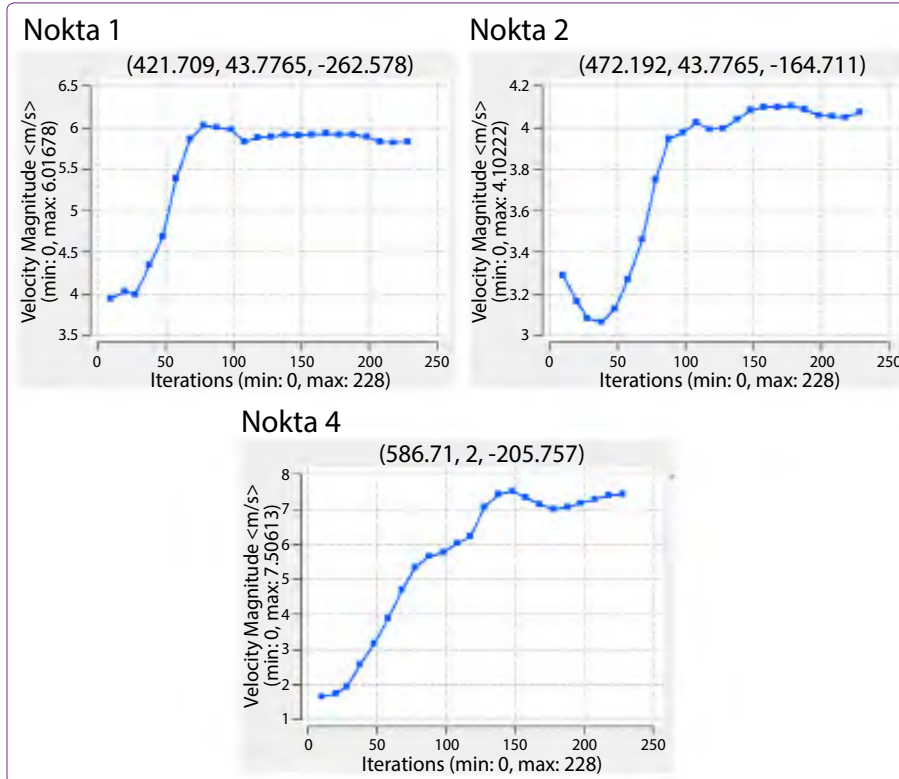 Nokta 1
(421.709, 43.7765, -262.578)
Velocity Magnitude <m/s>
(min: 0, max: 6.01678)
6.5
6
5.5
5
4.5
4
3.5
0 50 100 150 200 250
Iterations (min: 0, max: 228)
Nokta 2
(472.192, 43.7765, -164.711)
Velocity Magnitude <m/s>
(min: 0, max: 4.10222)
4.2
4
3.8
3.6
3.4
3.2
3
0 50 100 150 200 250
Iterations (min: 0, max: 228)
Nokta 4
(586.71, 2, -205.757)
Velocity Magnitude <m/s>
(min: 0, max: 7.50613)
8
7
6
5
4
3
2
1
0 50 100 150 200 250
Iterations (min: 0, max: 228)